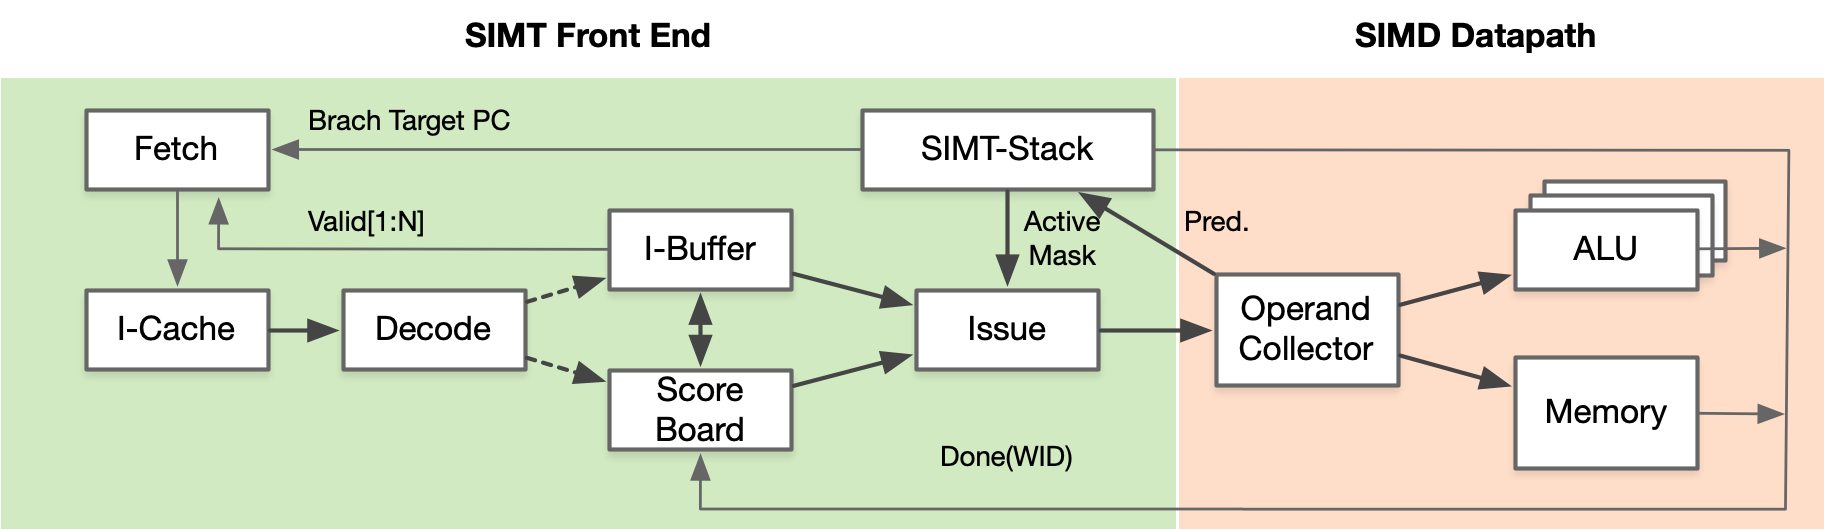 SIMT Front End
SIMD Datapath
Brach Target PC
Fetch
SIMT-Stack
Valid[1:N]
I-Buffer
Active
Mask
Pred.
ALU
I-Cache
Decode
Issue
Operand
Collector
Score
Board
Memory
Done(WID)